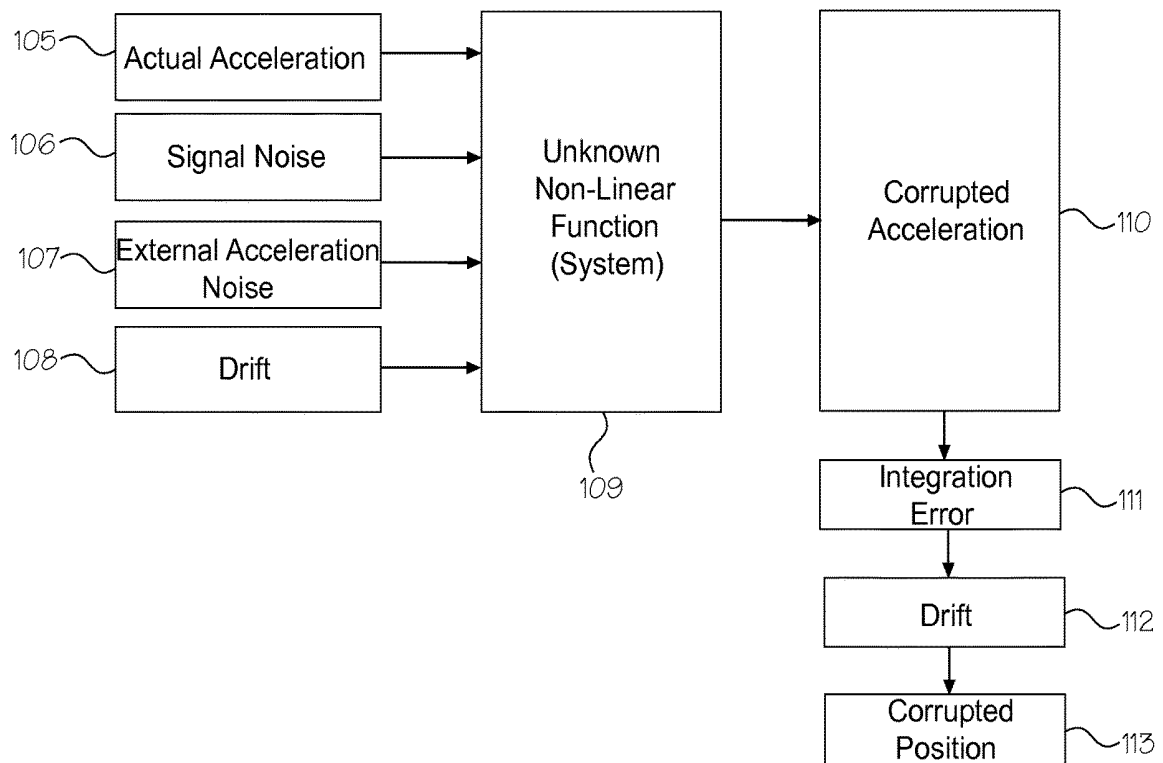 105
Actual Acceleration
106
Signal Noise
107
External Acceleration
Noise
108
Drift
Unknown
Non-Linear
Function
(System)
109
Corrupted
Acceleration
110
Integration
Error
111
Drift
112
Corrupted
Position
113